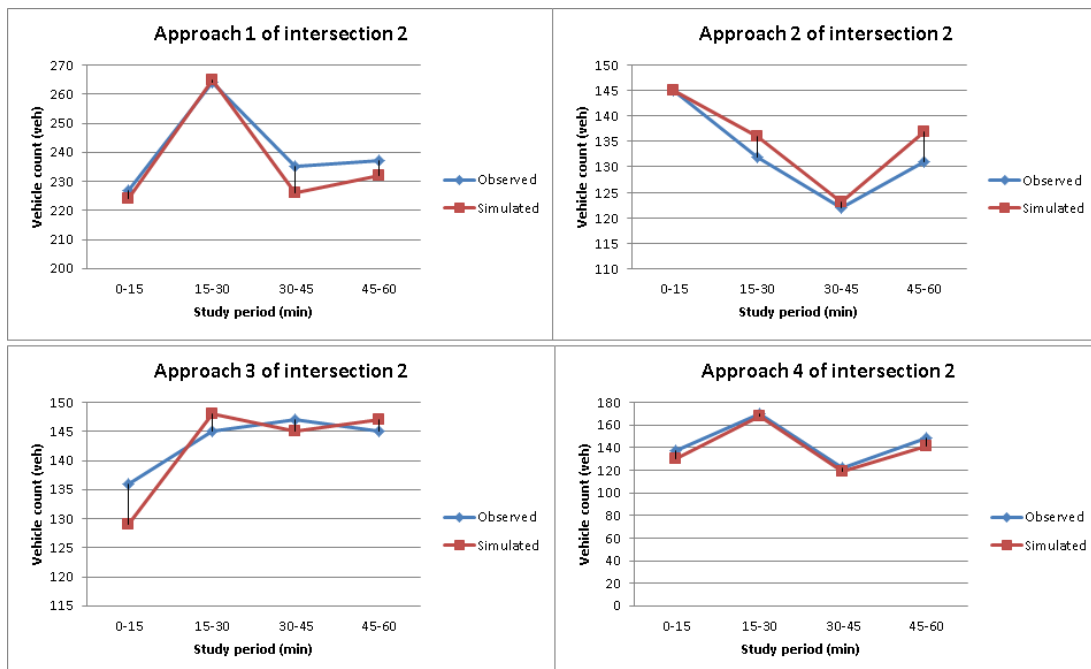 Approach 1 of intersection 2
Vehicle count (veh)
270
260
250
240
230
220
210
200
0-15 15-30 30-45 45-60
Study period (min)
Observed
Simulated
Approach 2 of intersection 2
Vehicle count (veh)
150
145
140
135
130
125
120
115
110
0-15 15-30 30-45 45-60
Study period (min)
Observed
Simulated
Approach 3 of intersection 2
Vehicle count (veh)
150
145
140
135
130
125
120
115
0-15 15-30 30-45 45-60
Study period (min)
Observed
Simulated
Approach 4 of intersection 2
Vehicle count (veh)
180
160
140
120
100
80
60
40
20
0
0-15 15-30 30-45 45-60
Study period (min)
Observed
Simulated